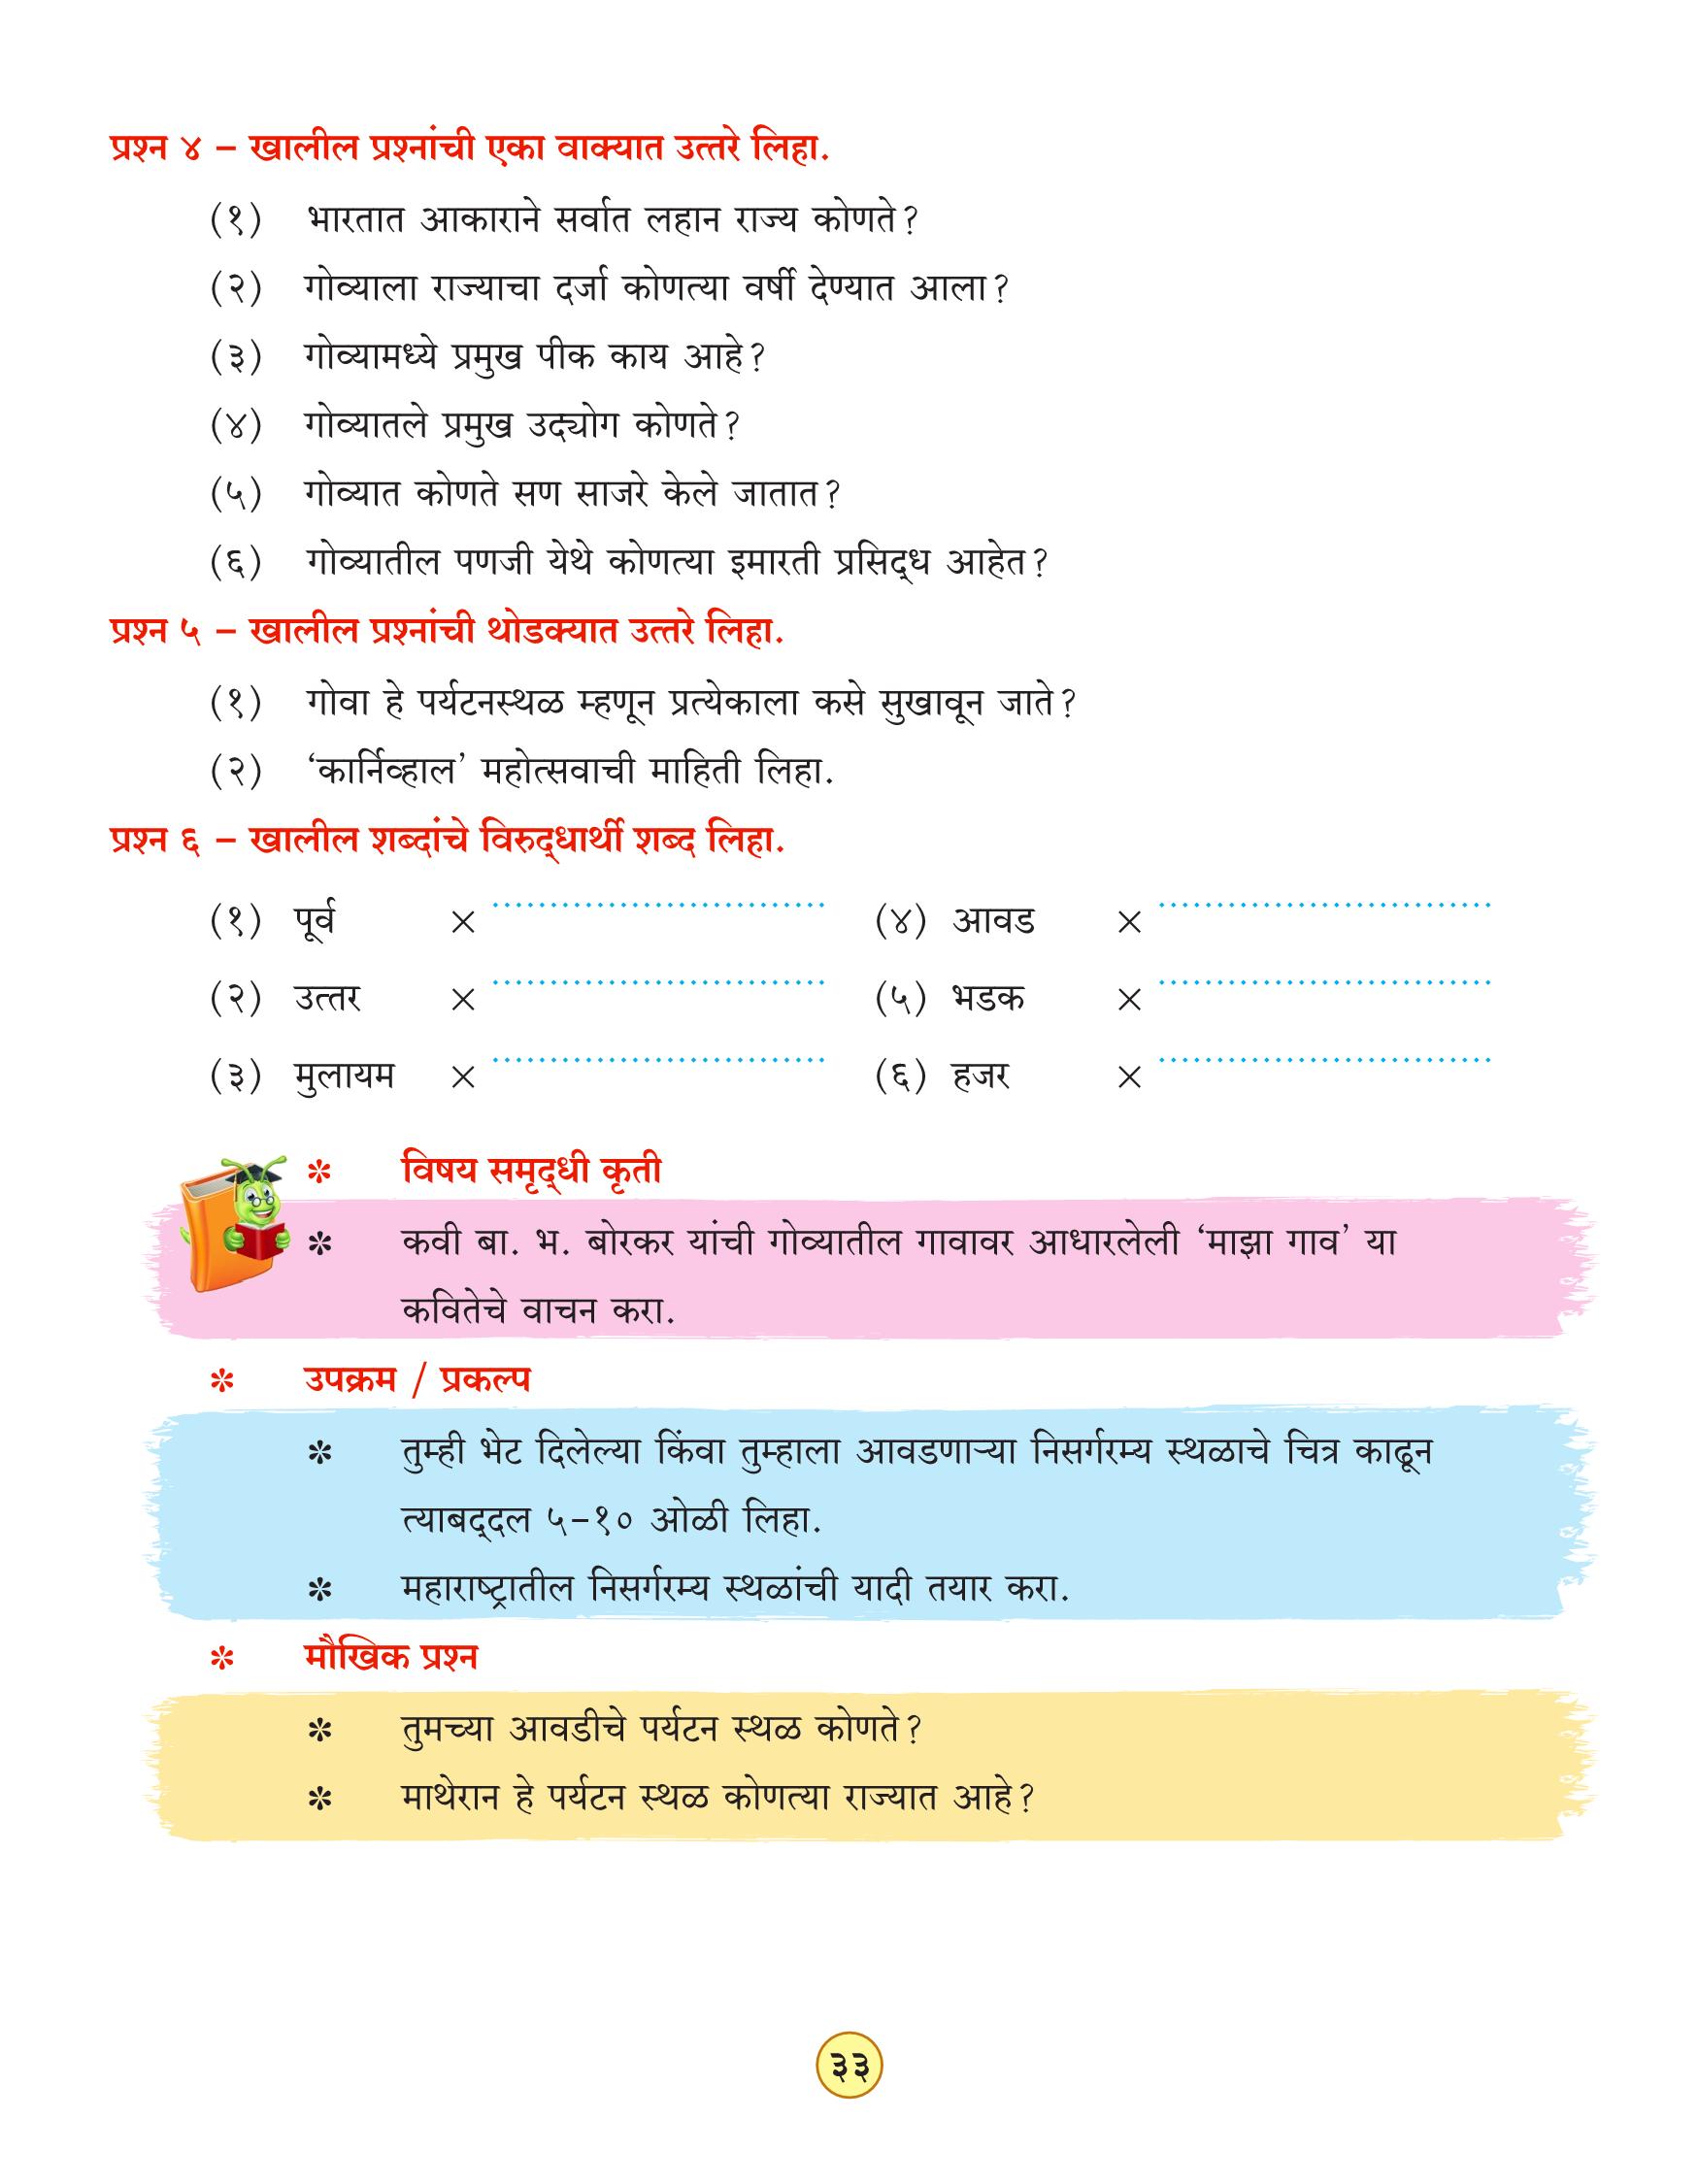 प्रश्न ४ – खालील प्रश्नांची एका वाक्यात उत्तरे लिहा.
(१) भारतात आकाराने सर्वात लहान राज्य कोणते?
(२) गोव्याला राज्याचा दर्जा कोणत्या वर्षी देण्यात आला?
(३) गोव्यामध्ये प्रमुख पीक काय आहे?
(४) गोव्यातले प्रमुख उद्योग कोणते?
(५) गोव्यात कोणते सण साजरे केले जातात?
(६) गोव्यातील पणजी येथे कोणत्या इमारती प्रसिद्ध आहेत?
प्रश्न ५ – खालील प्रश्नांची थोडक्यात उत्तरे लिहा.
(१) गोवा हे पर्यटनस्थळ म्हणून प्रत्येकाला कसे सुखावून जाते?
(२) ‘कार्निव्हाल’ महोत्सवाची माहिती लिहा.
प्रश्न ६ – खालील शब्दांचे विरुद्धार्थी शब्द लिहा.
(१) पूर्व × ............................. (४) आवड × .............................
(२) उत्तर × ............................. (५) भडक × .............................
(३) मुलायम × ............................. (६) हजर × .............................
✽ विषय समृद्धी कृती
✽ कवी बा. भ. बोरकर यांची गोव्यातील गावावर आधारलेली ‘माझा गाव’ या
कवितेचे वाचन करा.
✽ उपक्रम / प्रकल्प
✽ तुम्ही भेट दिलेल्या किंवा तुम्हाला आवडणाऱ्या निसर्गरम्य स्थळाचे चित्र काढून
त्याबद्दल ५–१० ओळी लिहा.
✽ महाराष्ट्रातील निसर्गरम्य स्थळांची यादी तयार करा.
✽ मौखिक प्रश्न
✽ तुमच्या आवडीचे पर्यटन स्थळ कोणते?
✽ माथेरान हे पर्यटन स्थळ कोणत्या राज्यात आहे?
३३